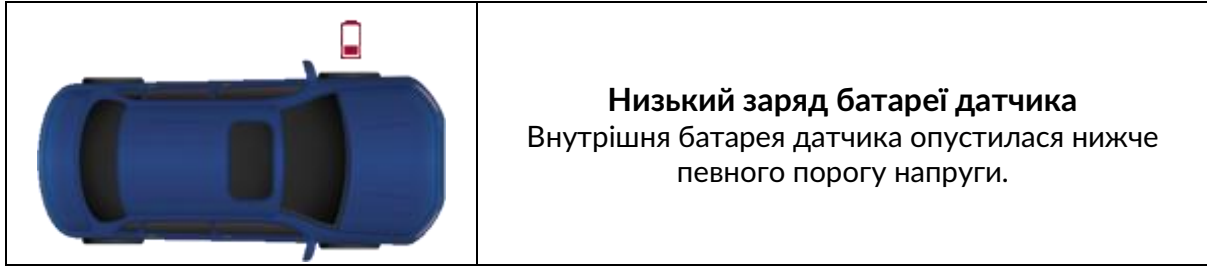 Низький заряд батареї датчика
Внутрішня батарея датчика опустилася нижче
певного порогу напруги.